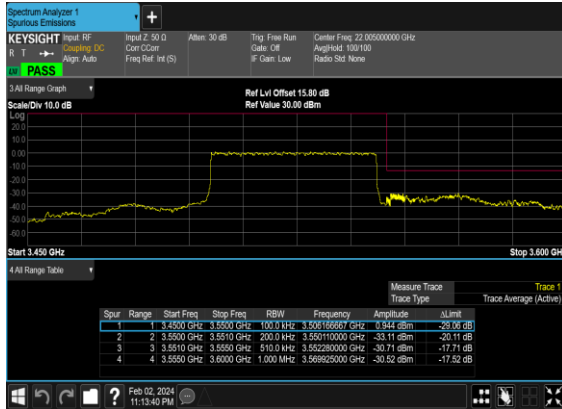 Spectrum Analyzer 1
Spurious Emissions
KEYSIGHT Input: RF Input Z: 50 Ω Atten: 30 dB Trig: Free Run Center Freq: 22.005000000 GHz
R T Coupling: DC Corr CCorr Gate: Off Avg|Hold: 100/100
Align: Auto Freq Ref: Int (S) IF Gain: Low Radio Std: None
PASS
3 All Range Graph
Ref Lvl Offset 15.80 dB
Scale/Div 10.0 dB Ref Value 30.00 dBm
Log
20.0
10.0
0.00
-10.0
-20.0
-30.0
-40.0
-50.0
-60.0
Start 3.450 GHz Stop 3.600 GH
4 All Range Table
Measure Trace Trace 1
Trace Type Trace Average (Active)
Spur Range Start Freq Stop Freq RBW Frequency Amplitude ΔLimit
1 1 3.4500 GHz 3.5500 GHz 100.0 kHz 3.506166667 GHz 0.944 dBm -29.06 dB
2 2 3.5500 GHz 3.5510 GHz 200.0 kHz 3.550110000 GHz -33.11 dBm -20.11 dB
3 3 3.5510 GHz 3.5550 GHz 510.0 kHz 3.552280000 GHz -30.71 dBm -17.71 dB
4 4 3.5550 GHz 3.6000 GHz 1.000 MHz 3.569925000 GHz -30.52 dBm -17.52 dB
Feb 02, 2024
11:13:40 PM